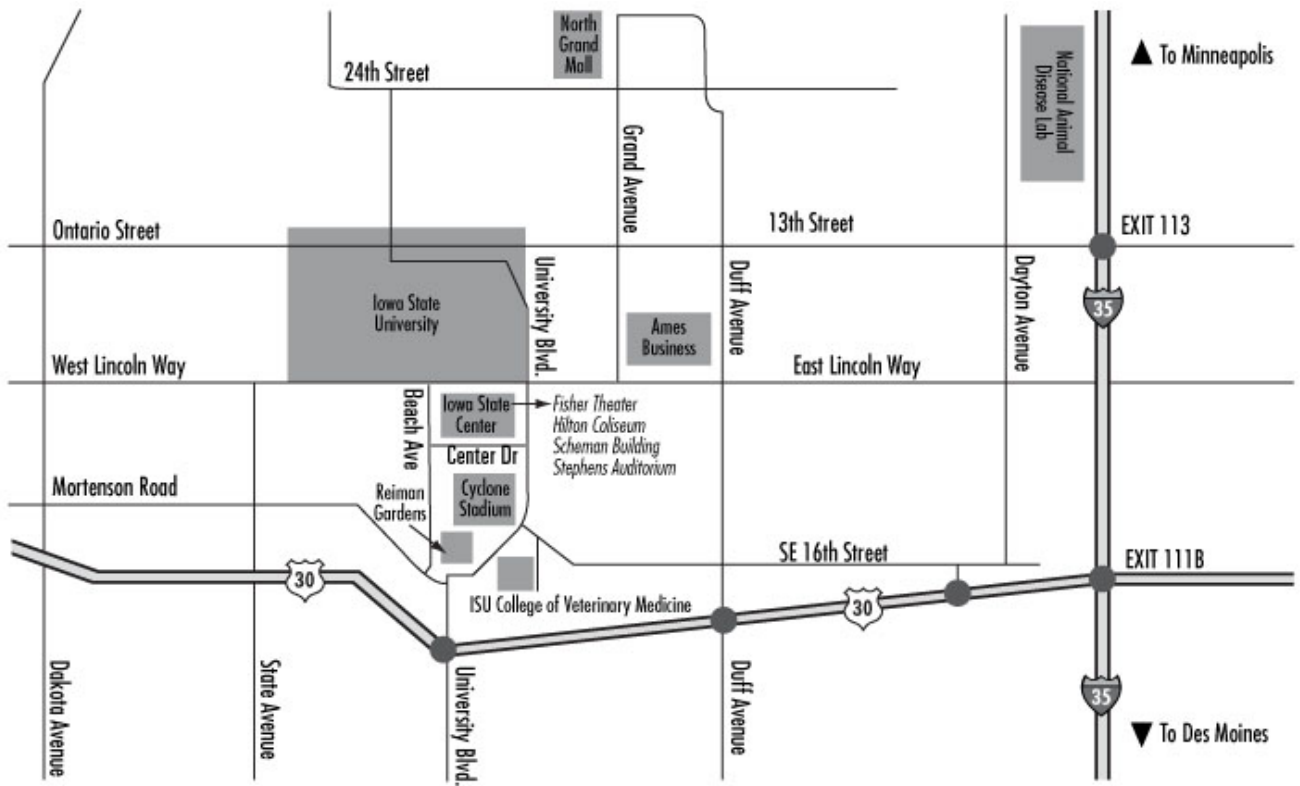 North
Grand
Mall
24th Street
National Animal
Disease Lab
▲ To Minneapolis
Grand Avenue
Ontario Street
13th Street
EXIT 113
University Blvd.
Duff Avenue
Dayton Avenue
Iowa State
University
35
Ames
Business
West Lincoln Way
East Lincoln Way
Beach Ave
Iowa State
Center
Fisher Theater
Hilton Coliseum
Scheman Building
Stephens Auditorium
Center Dr
Mortenson Road
Reiman
Gardens
Cyclone
Stadium
SE 16th Street
EXIT 111B
30
ISU College of Veterinary Medicine
30
Dakota Avenue
State Avenue
University Blvd.
Duff Avenue
35
▼ To Des Moines